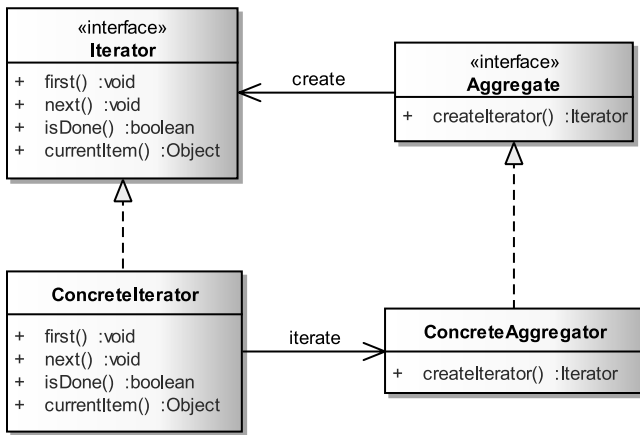 «interface»
Iterator
+ first() :void
+ next() :void
+ isDone() :boolean
+ currentItem() :Object
create
«interface»
Aggregate
+ createIterator() :Iterator
ConcreteIterator
+ first() :void
+ next() :void
+ isDone() :boolean
+ currentItem() :Object
iterate
ConcreteAggregator
+ createIterator() :Iterator